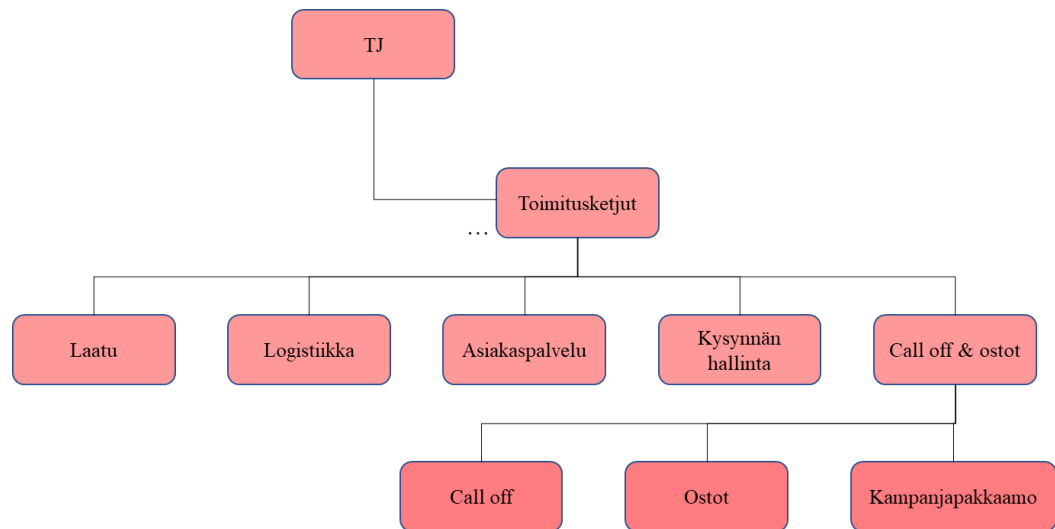 TJ
Toimitusketjut
…
Laatu
Logistiikka
Asiakaspalvelu
Kysynnän
hallinta
Call off & ostot
Call off
Ostot
Kampanjapakkaamo